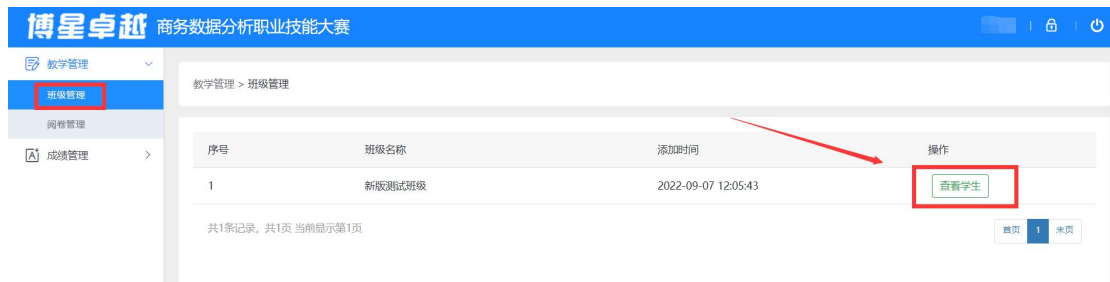 博星卓越 商务数据分析职业技能大赛
教学管理
班级管理
阅卷管理
成绩管理
教学管理 > 班级管理
序号 班级名称 添加时间 操作
1 新版测试班级 2022-09-07 12:05:43 查看学生
共1条记录，共1页 当前显示第1页
首页 1 末页